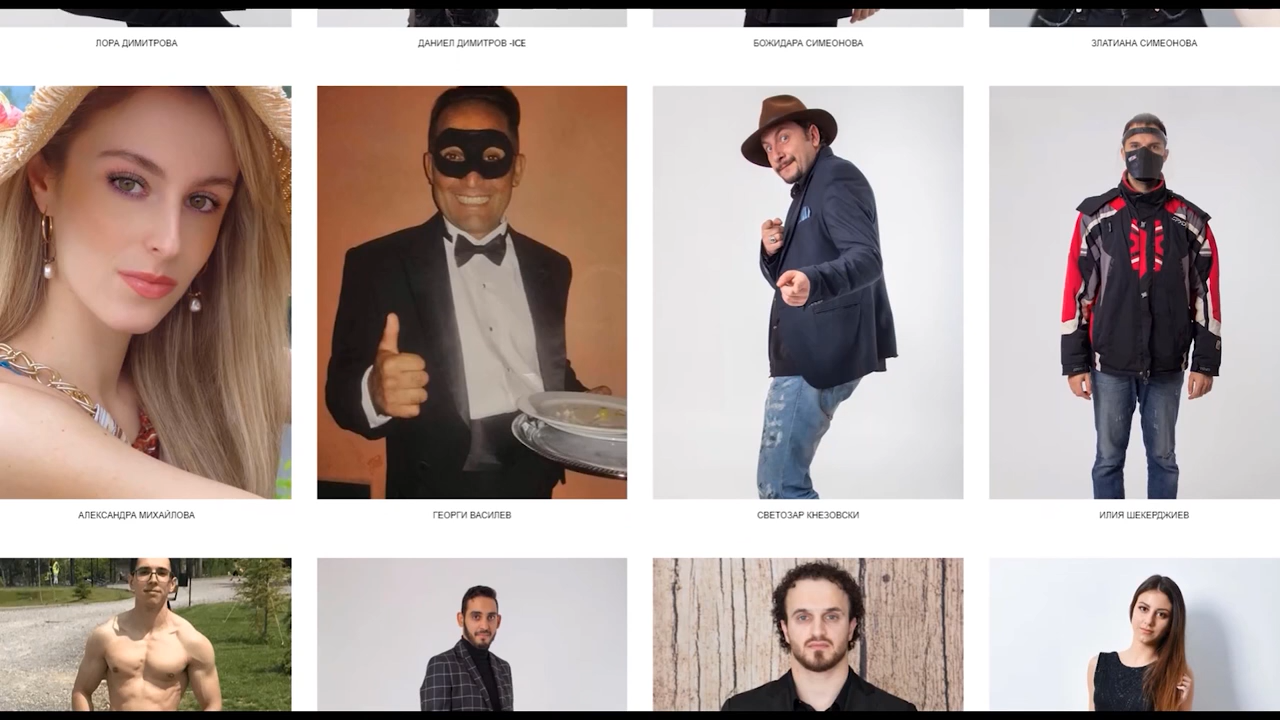 ЛОРА ДИМИТРОВА
ДАНИЕЛ ДИМИТРОВ -ICE
БОЖИДАРА СИМЕОНОВА
ЗЛАТИАНА СИМЕОНОВА
АЛЕКСАНДРА МИХАЙЛОВА
ГЕОРГИ ВАСИЛЕВ
СВЕТОЗАР КНЕЗОВСКИ
ИЛИЯ ШЕКЕРДЖИЕВ